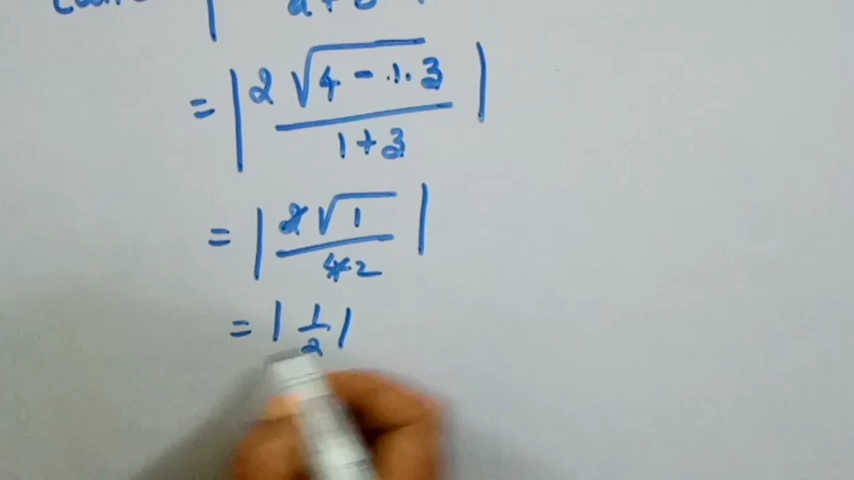 a+b
= | 2 √4-1.3 / 1+3 |
= | 2 √1 / 4 2 |
= | 1/2 |